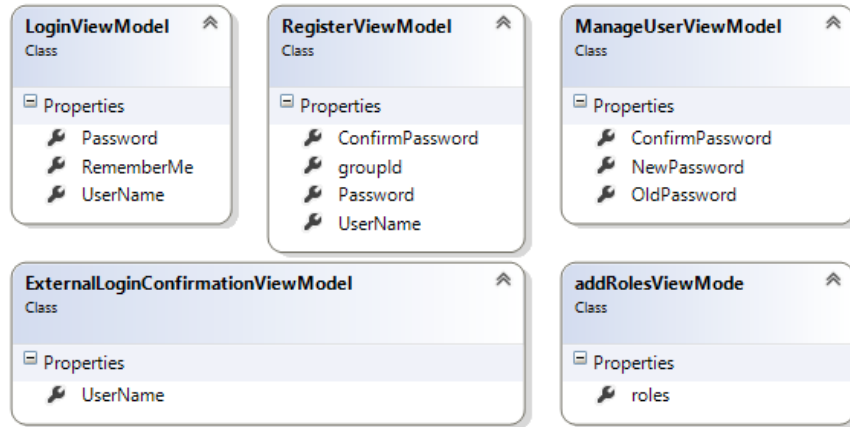 LoginViewModel
Class
Properties
Password
RememberMe
UserName
RegisterViewModel
Class
Properties
ConfirmPassword
groupId
Password
UserName
ManageUserViewModel
Class
Properties
ConfirmPassword
NewPassword
OldPassword
ExternalLoginConfirmationViewModel
Class
Properties
UserName
addRolesViewMode
Class
Properties
roles